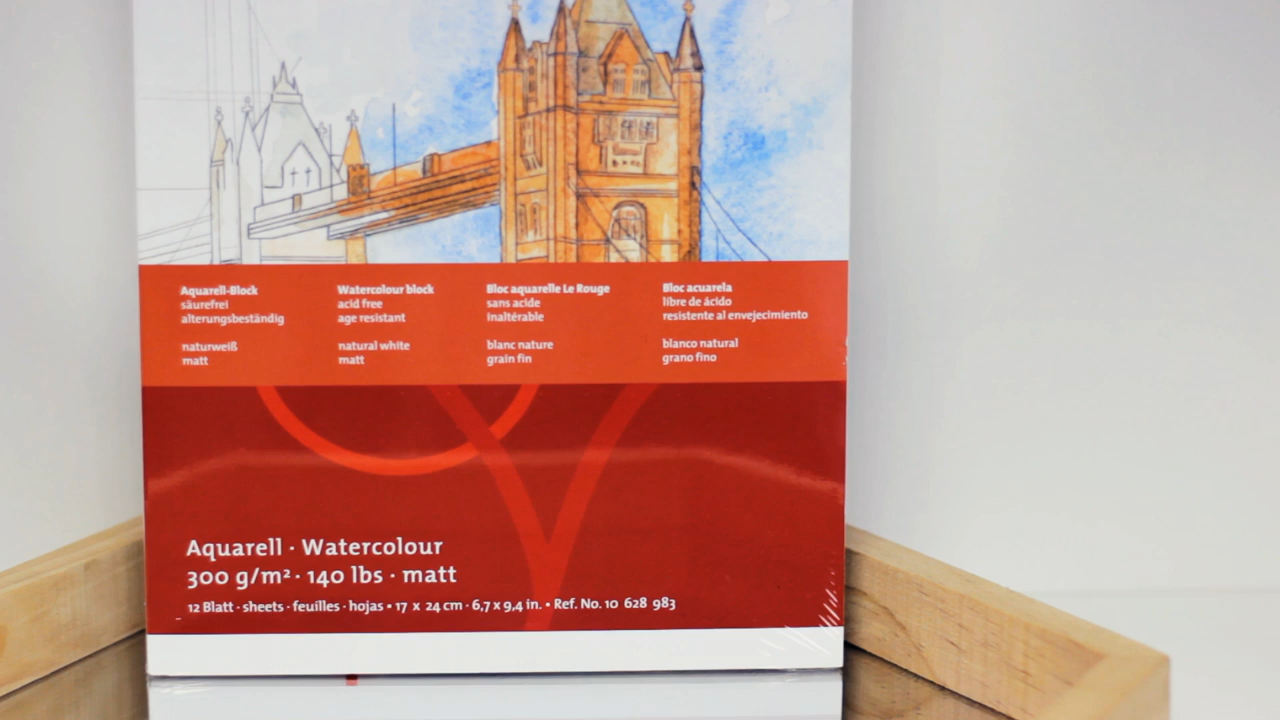 Aquarell-Block
säurefrei
alterungsbeständig
naturweiß
matt
Watercolour block
acid free
age resistant
natural white
matt
Bloc aquarelle Le Rouge
sans acide
inaltérable
blanc nature
grain fin
Bloc acuarela
libre de ácido
resistente al envejecimiento
blanco natural
grano fino
Aquarell · Watercolour
300 g/m² · 140 lbs · matt
12 Blatt · sheets · feuilles · hojas • 17 x 24 cm · 6,7 x 9,4 in. • Ref. No. 10 628 983